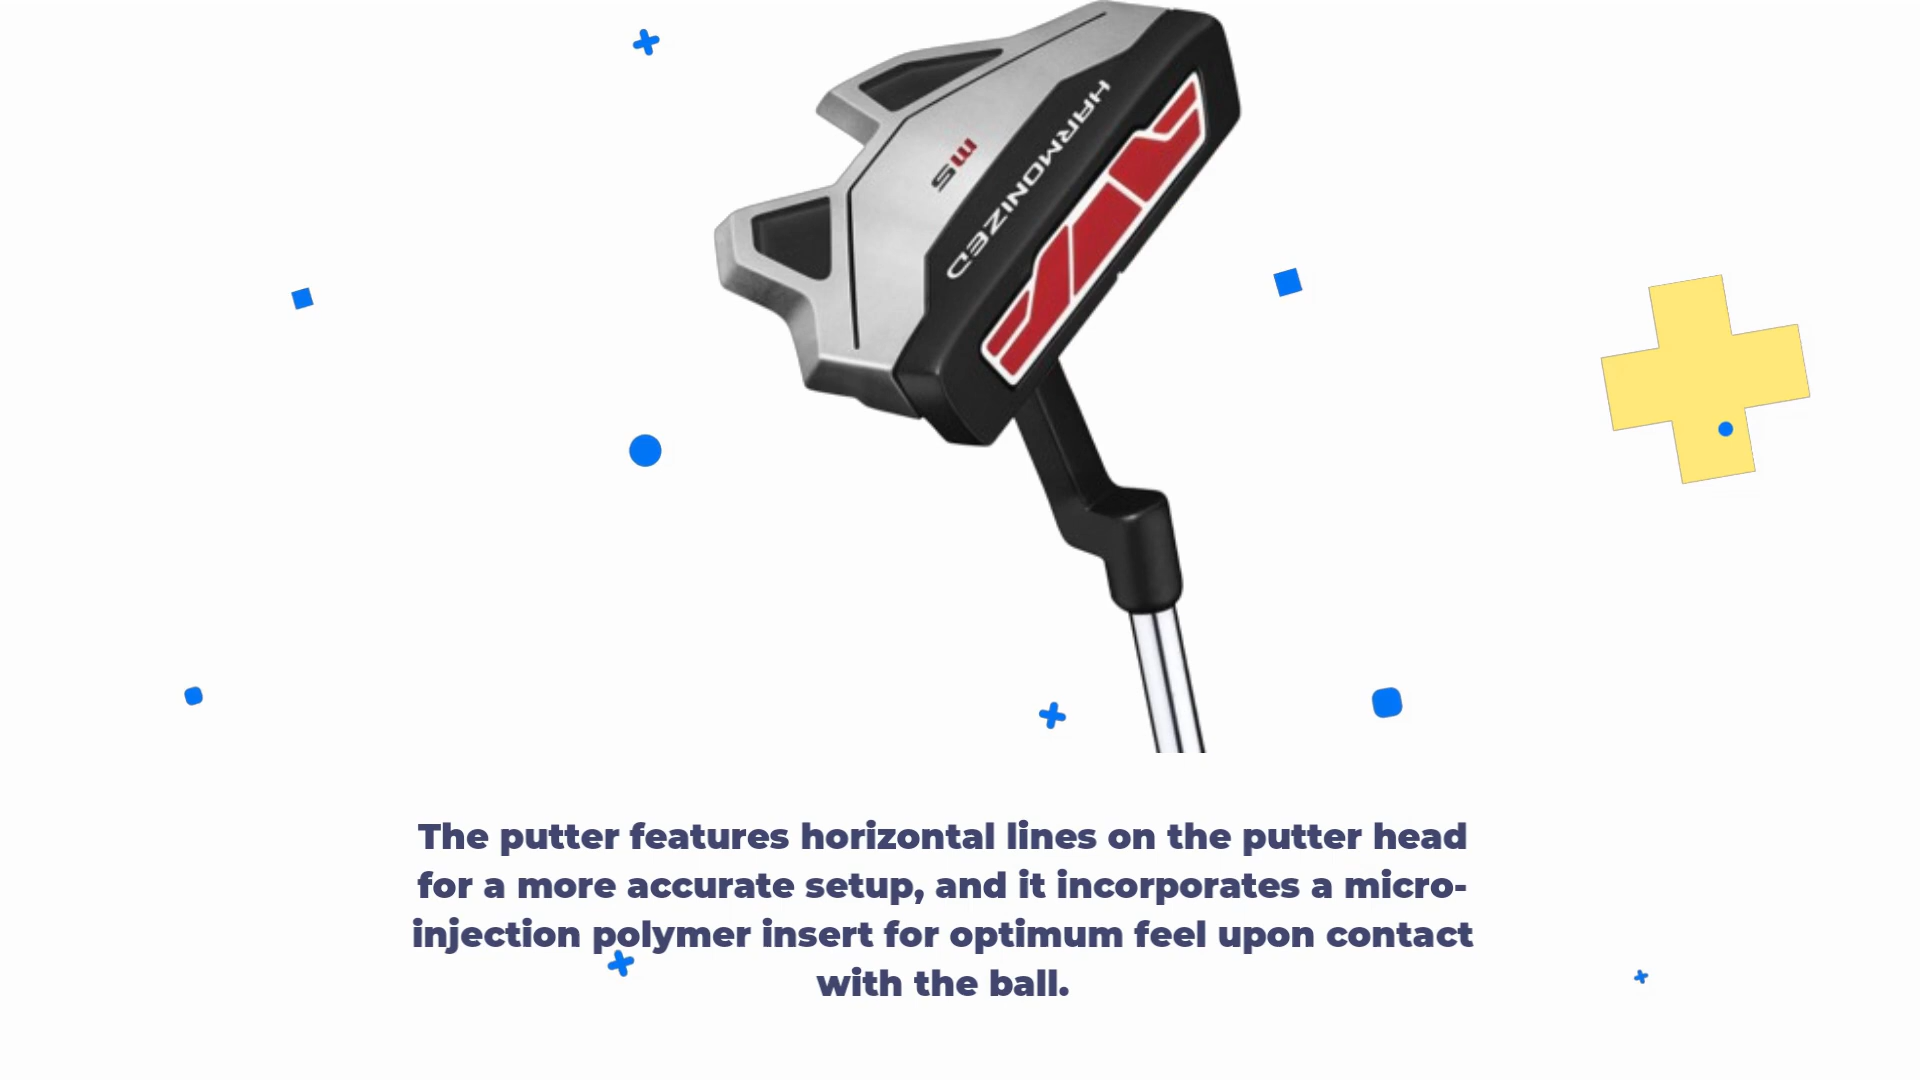 HARMONIZED
M5
The putter features horizontal lines on the putter head
for a more accurate setup, and it incorporates a micro-
injection polymer insert for optimum feel upon contact
with the ball.